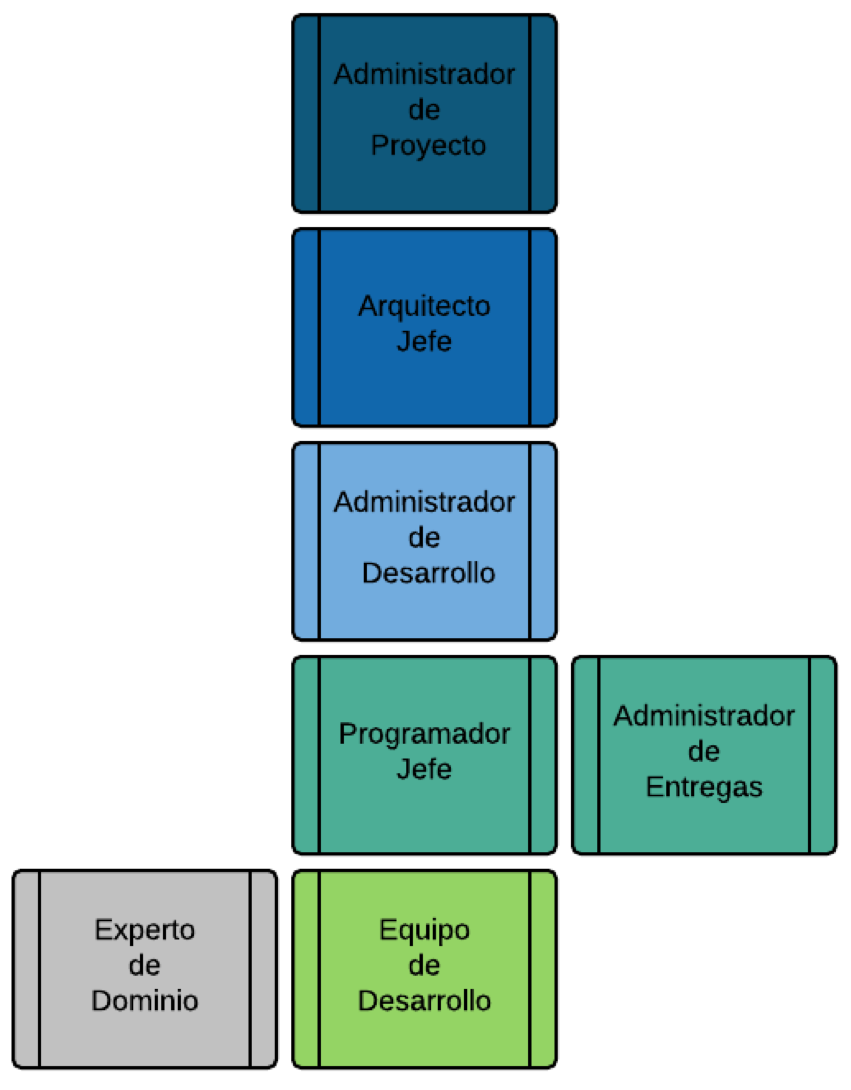 Administrador
de
Proyecto
Arquitecto
Jefe
Administrador
de
Desarrollo
Programador
Jefe
Administrador
de
Entregas
Experto
de
Dominio
Equipo
de
Desarrollo